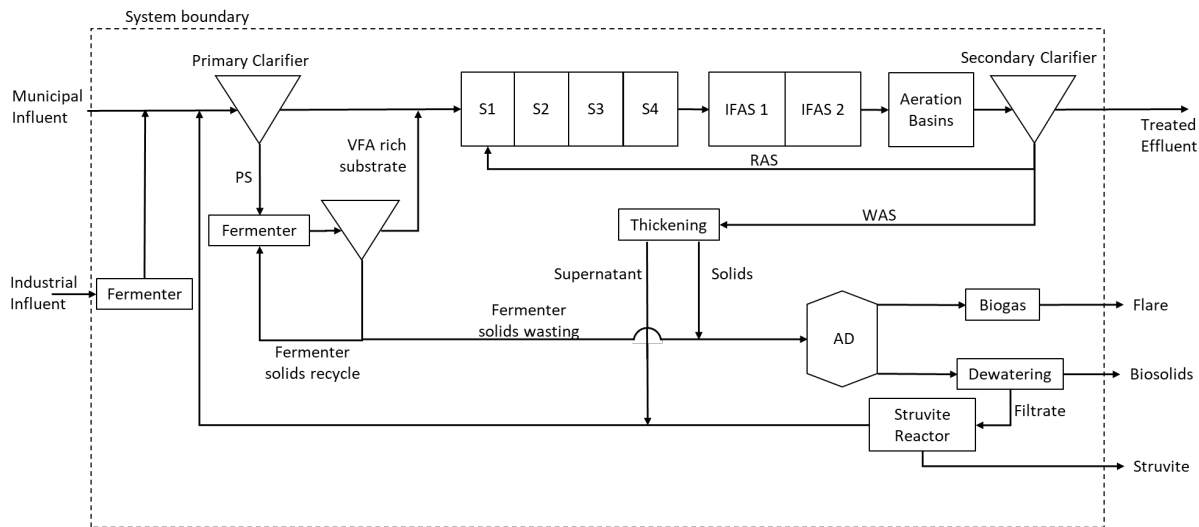 System boundary
Primary Clarifier
Secondary Clarifier
Municipal
Influent
S1
S2
S3
S4
IFAS 1
IFAS 2
Aeration
Basins
Treated
Effluent
VFA rich
substrate
RAS
PS
Fermenter
Thickening
WAS
Industrial
Influent
Fermenter
Supernatant
Solids
Fermenter
solids wasting
Biogas
Flare
AD
Fermenter
solids recycle
Dewatering
Biosolids
Filtrate
Struvite
Reactor
Struvite